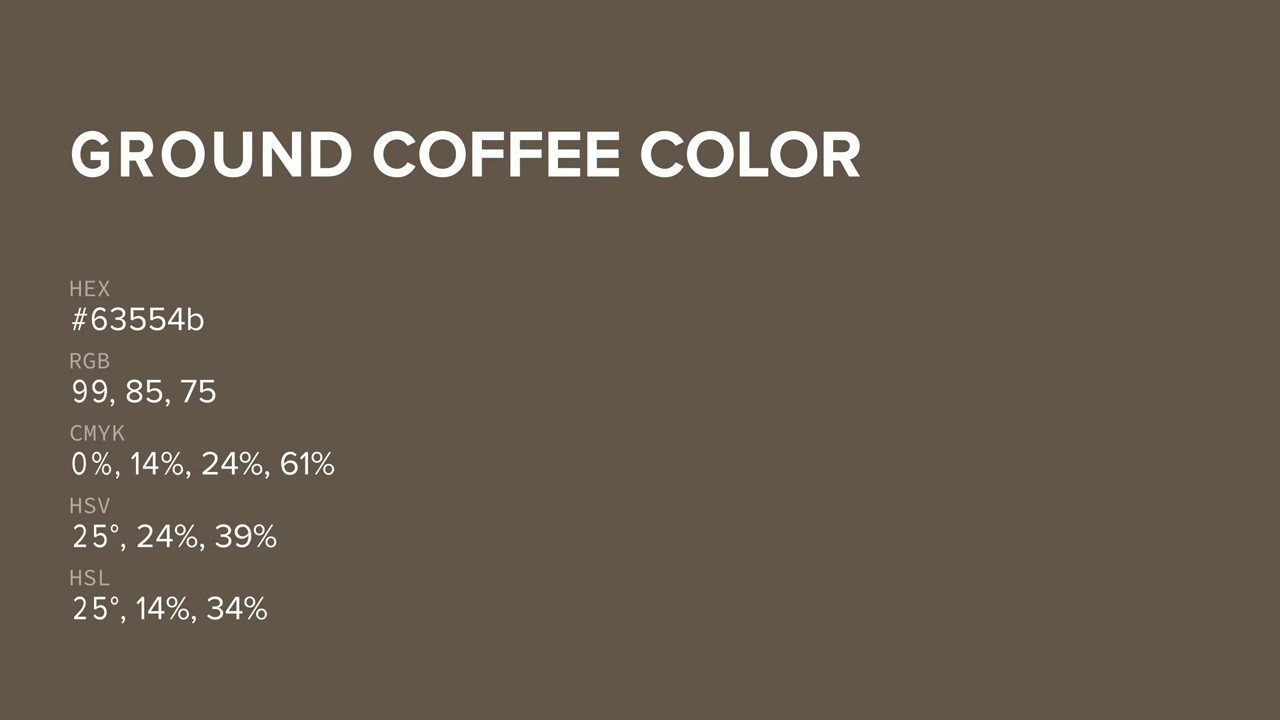 GROUND COFFEE COLOR
HEX
#63554b
RGB
99, 85, 75
CMYK
0%, 14%, 24%, 61%
HSV
25°, 24%, 39%
HSL
25°, 14%, 34%